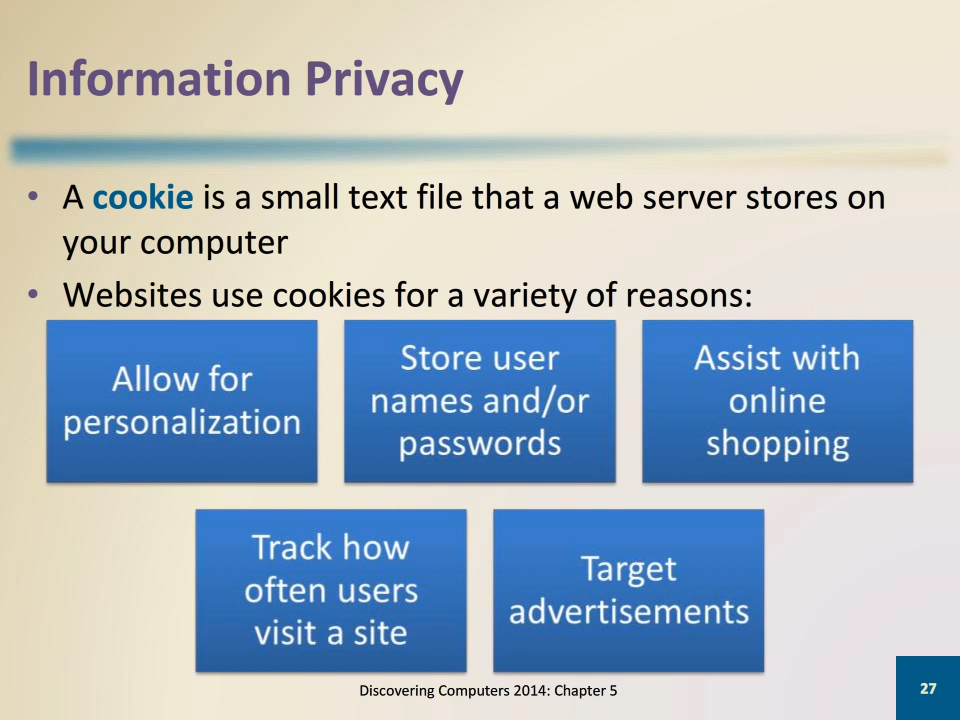 Information Privacy
• A cookie is a small text file that a web server stores on
your computer
• Websites use cookies for a variety of reasons:
Allow for
personalization
Store user
names and/or
passwords
Assist with
online
shopping
Track how
often users
visit a site
Target
advertisements
Discovering Computers 2014: Chapter 5
27